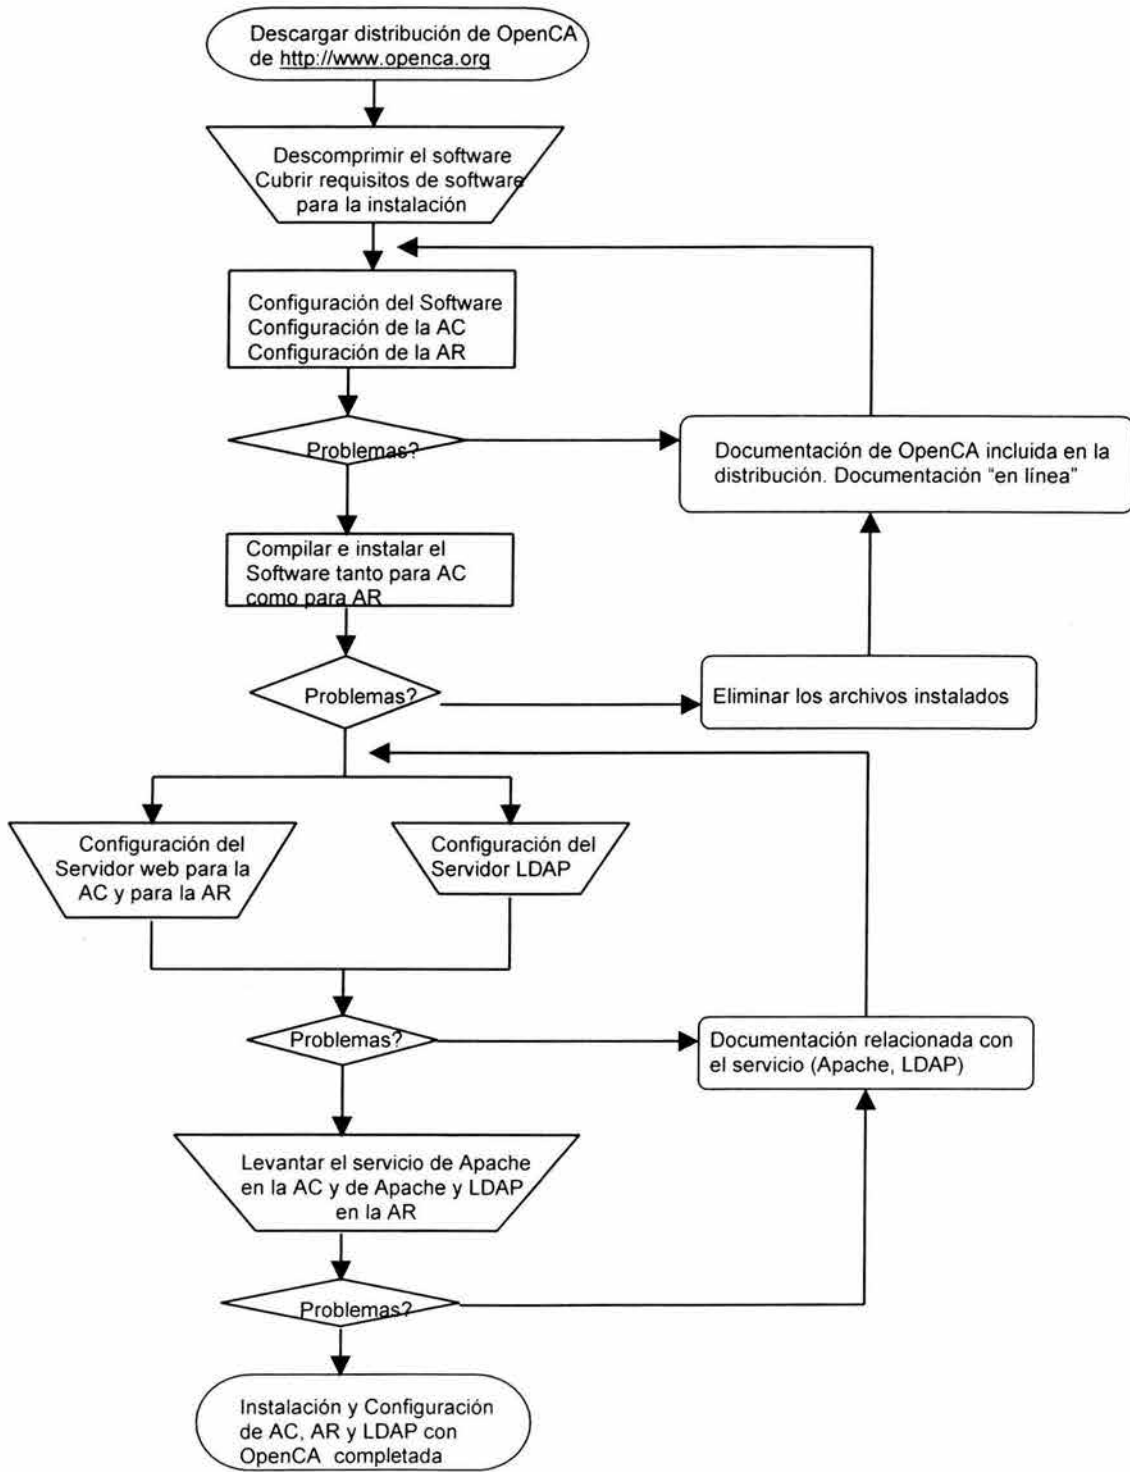 Descargar distribución de OpenCA
de http://www.openca.org
Descomprimir el software
Cubrir requisitos de software
para la instalación
Configuración del Software
Configuración de la AC
Configuración de la AR
Problemas?
Documentación de OpenCA incluida en la
distribución. Documentación “en línea”
Compilar e instalar el
Software tanto para AC
como para AR
Problemas?
Eliminar los archivos instalados
Configuración del
Servidor web para la
AC y para la AR
Configuración del
Servidor LDAP
Problemas?
Documentación relacionada con
el servicio (Apache, LDAP)
Levantar el servicio de Apache
en la AC y de Apache y LDAP
en la AR
Problemas?
Instalación y Configuración
de AC, AR y LDAP con
OpenCA completada